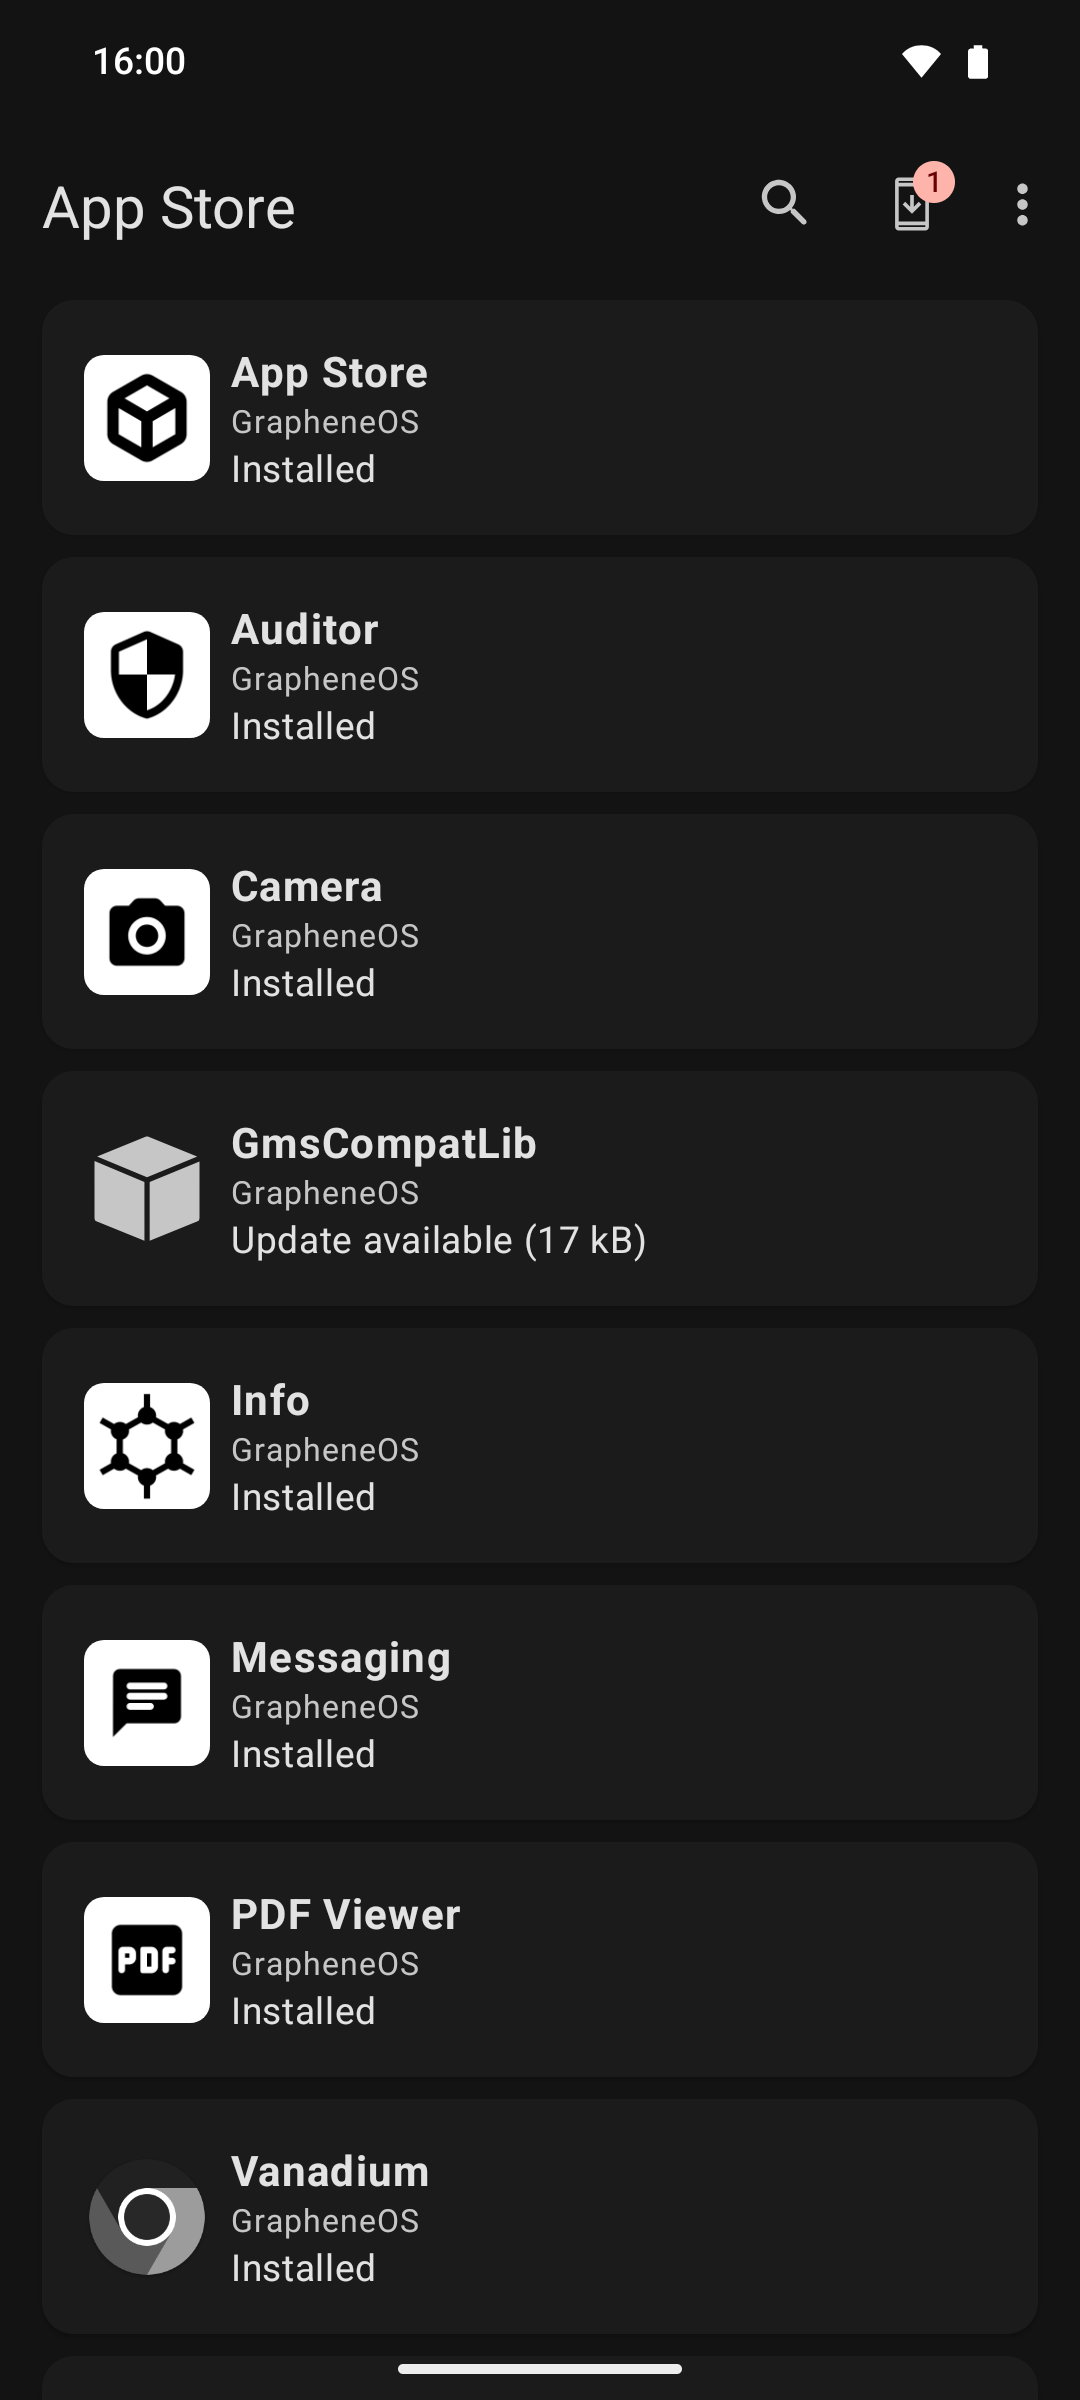 16:00
App Store
1
App Store
GrapheneOS
Installed
Auditor
GrapheneOS
Installed
Camera
GrapheneOS
Installed
GmsCompatLib
GrapheneOS
Update available (17 kB)
Info
GrapheneOS
Installed
Messaging
GrapheneOS
Installed
PDF
PDF Viewer
GrapheneOS
Installed
Vanadium
GrapheneOS
Installed